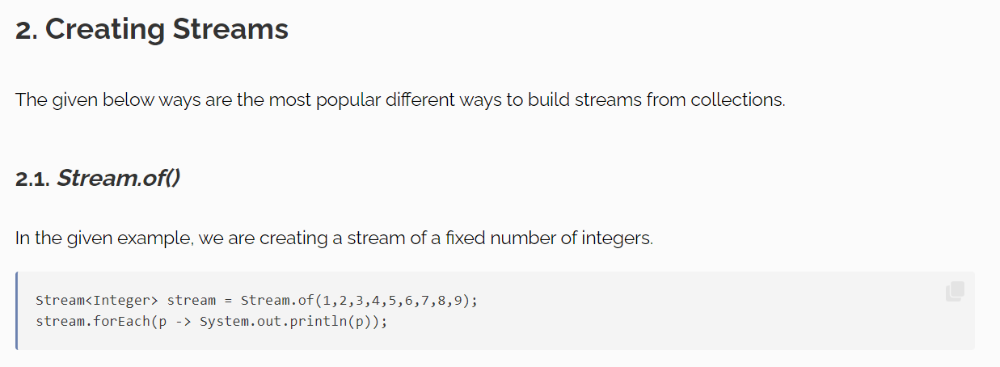 2. Creating Streams
The given below ways are the most popular different ways to build streams from collections.
2.1. Stream.of()
In the given example, we are creating a stream of a fixed number of integers.
Stream<Integer> stream = Stream.of(1,2,3,4,5,6,7,8,9);
stream.forEach(p -> System.out.println(p));